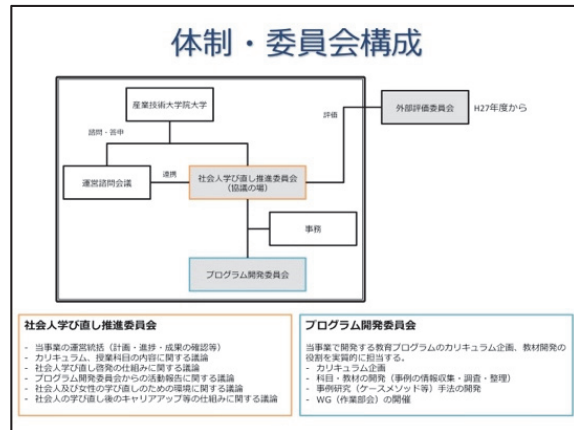 体制・委員会構成
産業技術大学院大学
外部評価委員会
H27年度から
評価
諮問・答申
運営諮問会議
連携
社会人学び直し推進委員会
(協議の場)
事務
プログラム開発委員会
社会人学び直し推進委員会
- 当事業の運営統括（計画・進捗・成果の確認等）
- カリキュラム、授業科目の内容に関する議論
- 社会人学び直し啓発の仕組みに関する議論
- プログラム開発委員会からの活動報告に関する議論
- 社会人及び女性の学び直しのための環境に関する議論
- 社会人の学び直し後のキャリアアップ等の仕組みに関する議論
プログラム開発委員会
当事業で開発する教育プログラムのカリキュラム企画、教材開発の
役割を実質的に担当する。
- カリキュラム企画
- 科目・教材の開発（事例の情報収集・調査・整理）
- 事例研究（ケースメソッド等）手法の開発
- WG（作業部会）の開催